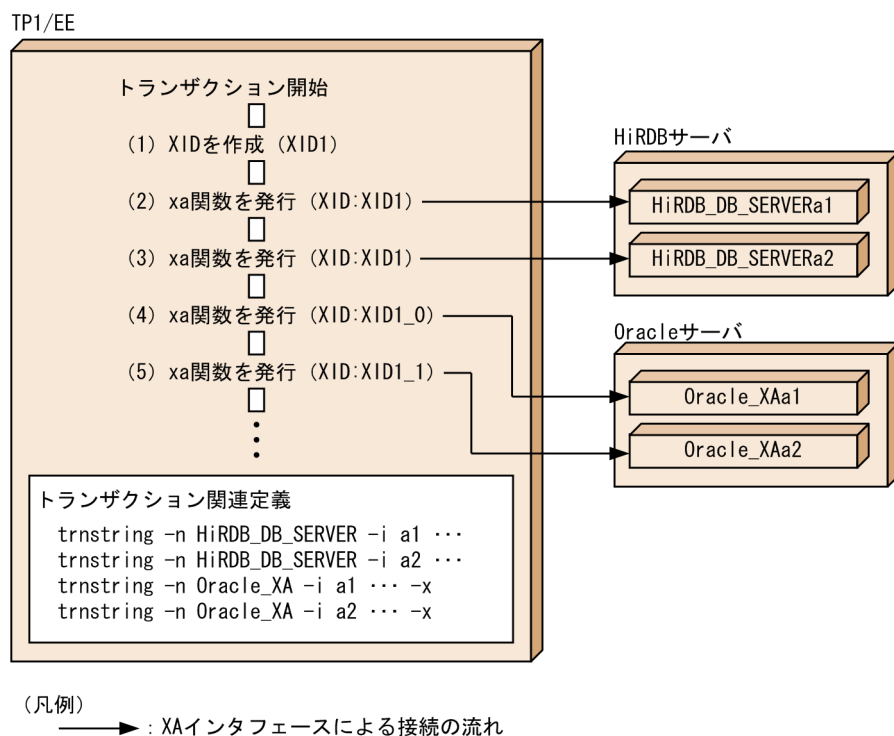 TP1/EE
トランザクション開始
(1) XIDを作成 (XID1)
(2) xa関数を発行 (XID:XID1)
(3) xa関数を発行 (XID:XID1)
(4) xa関数を発行 (XID:XID1_0)
(5) xa関数を発行 (XID:XID1_1)
トランザクション関連定義
trnstring -n HiRDB_DB_SERVER -i a1 ···
trnstring -n HiRDB_DB_SERVER -i a2 ···
trnstring -n Oracle_XA -i a1 ··· -x
trnstring -n Oracle_XA -i a2 ··· -x
HiRDBサーバ
HiRDB_DB_SERVERa1
HiRDB_DB_SERVERa2
Oracleサーバ
Oracle_XAa1
Oracle_XAa2
(凡例)
：XAインタフェースによる接続の流れ